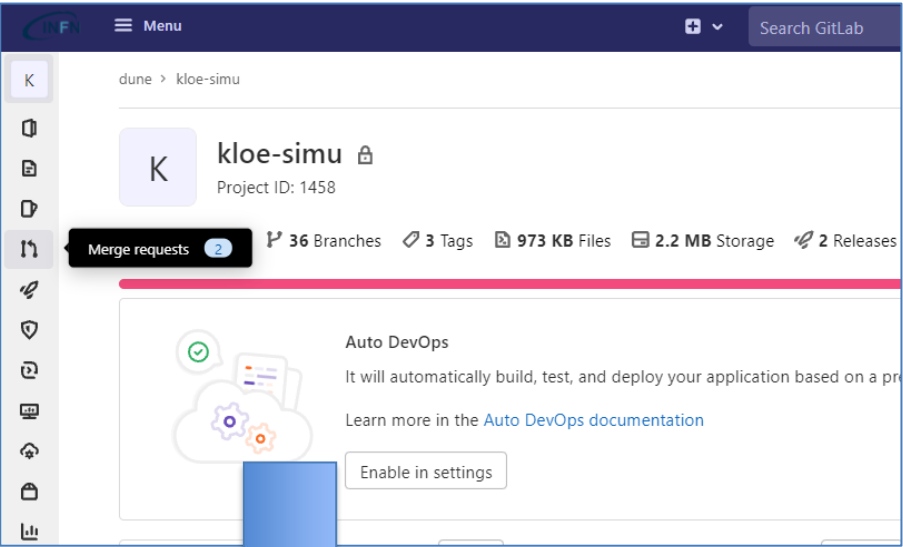 INFN
Menu
Search GitLab
K
dune > kloe-simu
K
kloe-simu
Project ID: 1458
Merge requests 2
36 Branches 3 Tags 973 KB Files 2.2 MB Storage 2 Releases
Auto DevOps
It will automatically build, test, and deploy your application based on a pre
Learn more in the Auto DevOps documentation
Enable in settings